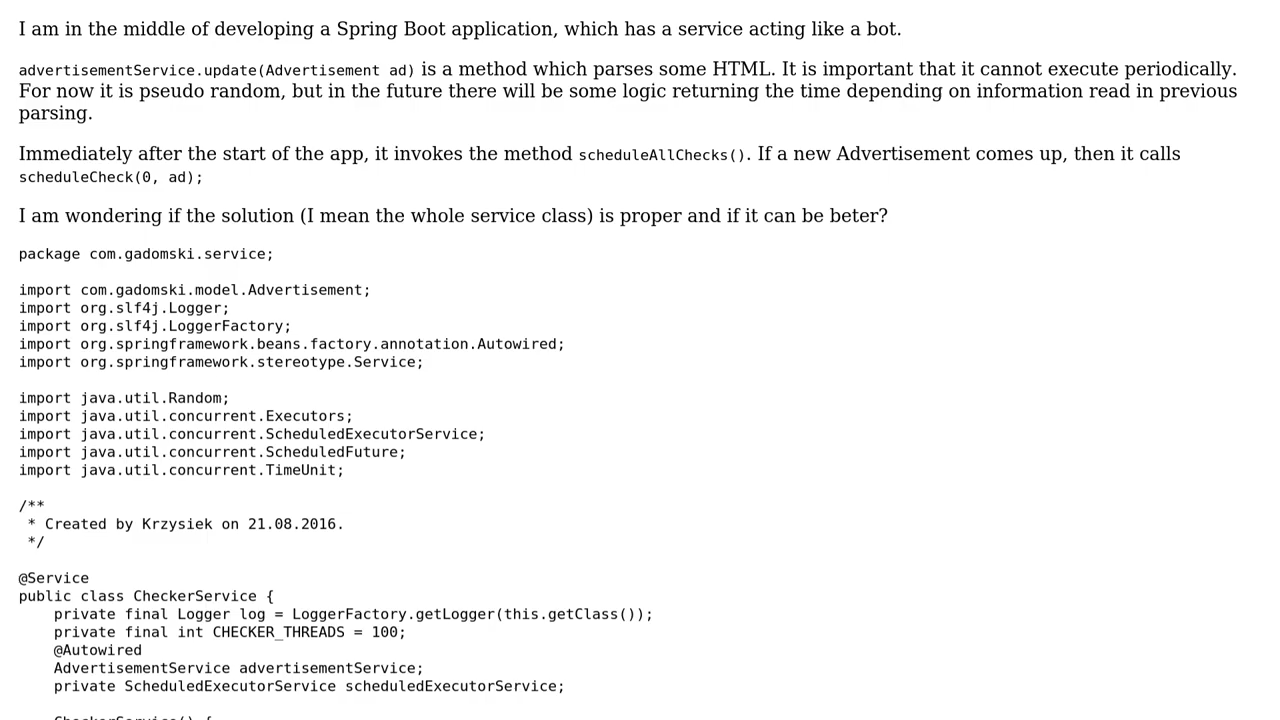 I am in the middle of developing a Spring Boot application, which has a service acting like a bot.
advertisementService.update(Advertisement ad) is a method which parses some HTML. It is important that it cannot execute periodically.
For now it is pseudo random, but in the future there will be some logic returning the time depending on information read in previous
parsing.
Immediately after the start of the app, it invokes the method scheduleAllChecks(). If a new Advertisement comes up, then it calls
scheduleCheck(0, ad);
I am wondering if the solution (I mean the whole service class) is proper and if it can be beter?
package com.gadomski.service;
import com.gadomski.model.Advertisement;
import org.slf4j.Logger;
import org.slf4j.LoggerFactory;
import org.springframework.beans.factory.annotation.Autowired;
import org.springframework.stereotype.Service;
import java.util.Random;
import java.util.concurrent.Executors;
import java.util.concurrent.ScheduledExecutorService;
import java.util.concurrent.ScheduledFuture;
import java.util.concurrent.TimeUnit;
/**
 * Created by Krzysiek on 21.08.2016.
 */
@Service
public class CheckerService {
    private final Logger log = LoggerFactory.getLogger(this.getClass());
    private final int CHECKER_THREADS = 100;
    @Autowired
    AdvertisementService advertisementService;
    private ScheduledExecutorService scheduledExecutorService;
    CheckerService() {